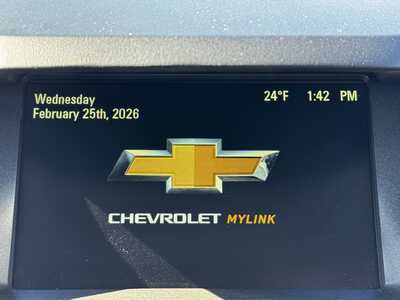 Wednesday 24°F 1:42 PM
February 25th, 2026
CHEVROLET MYLINK